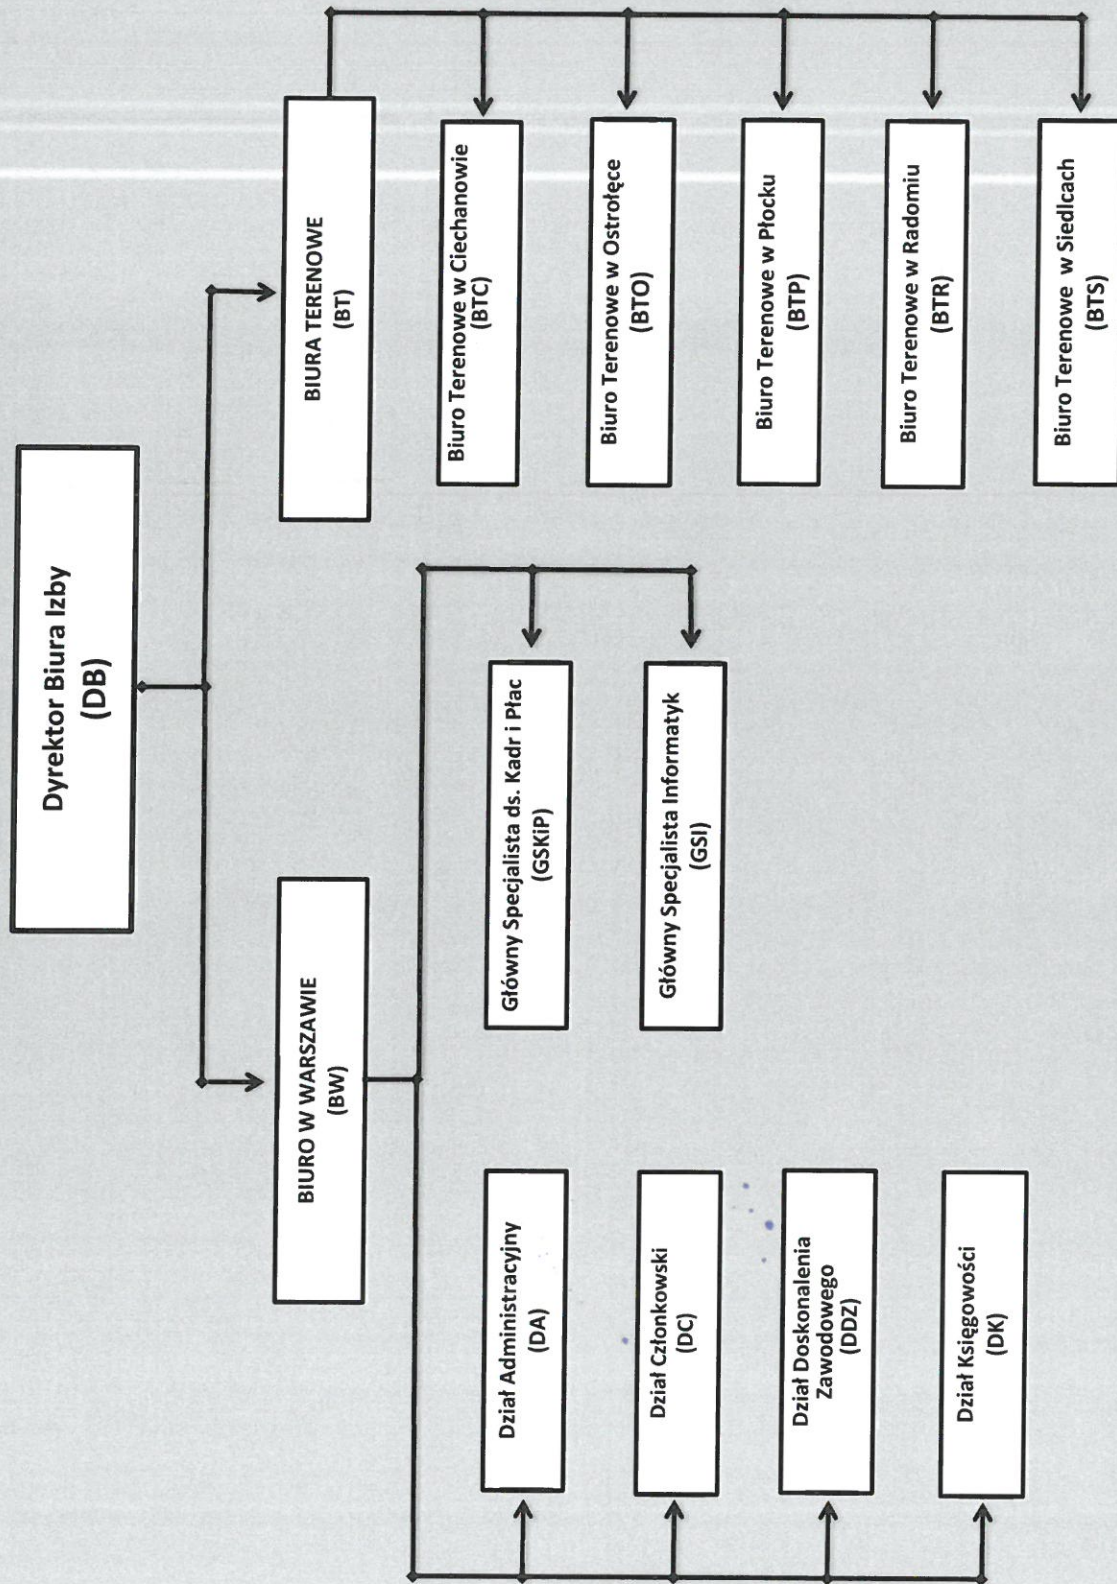 Dyrektor Biura Izby
(DB)
BIURO W WARSZAWIE
(BW)
BIURA TERENOWE
(BT)
Dział Administracyjny
(DA)
Dział Członkowski
(DC)
Dział Doskonalenia
Zawodowego
(DDZ)
Dział Księgowości
(DK)
Główny Specjalista ds. Kadr i Płac
(GSKiP)
Główny Specjalista Informatyk
(GSI)
Biuro Terenowe w Ciechanowie
(BTC)
Biuro Terenowe w Ostrołęce
(BTO)
Biuro Terenowe w Płocku
(BTP)
Biuro Terenowe w Radomiu
(BTR)
Biuro Terenowe w Siedlcach
(BTS)